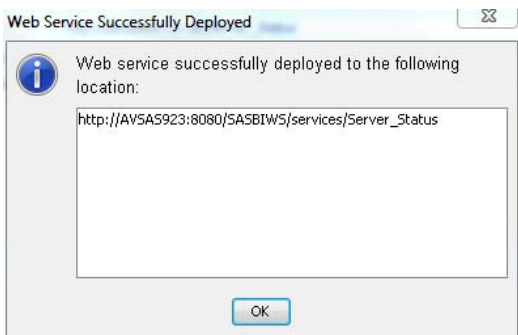 Web Service Successfully Deployed
Web service successfully deployed to the following
location:
http://AVSAS923:8080/SASBIWS/services/Server_Status
OK